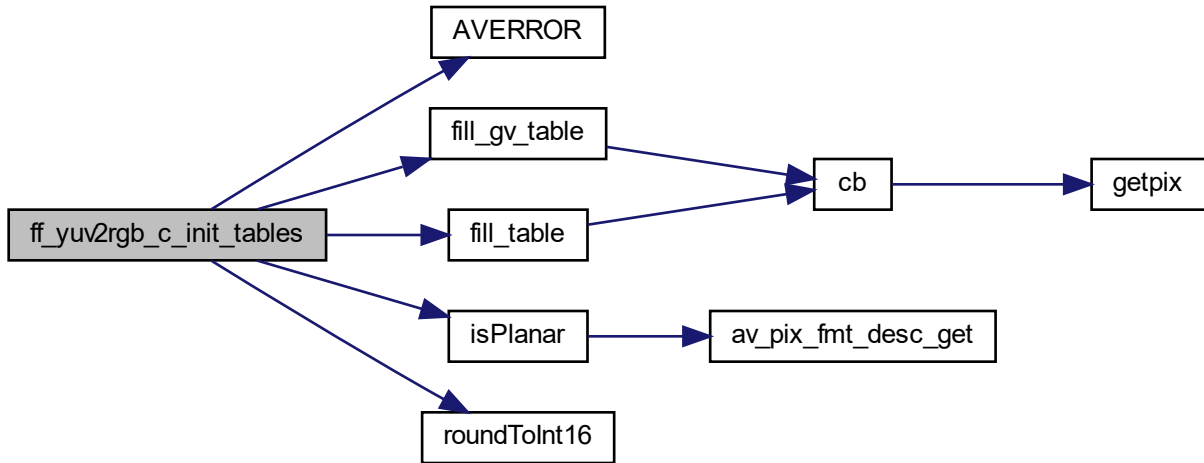 AVERROR
fill_gv_table
cb
getpix
ff_yuv2rgb_c_init_tables
fill_table
isPlanar
av_pix_fmt_desc_get
roundToInt16